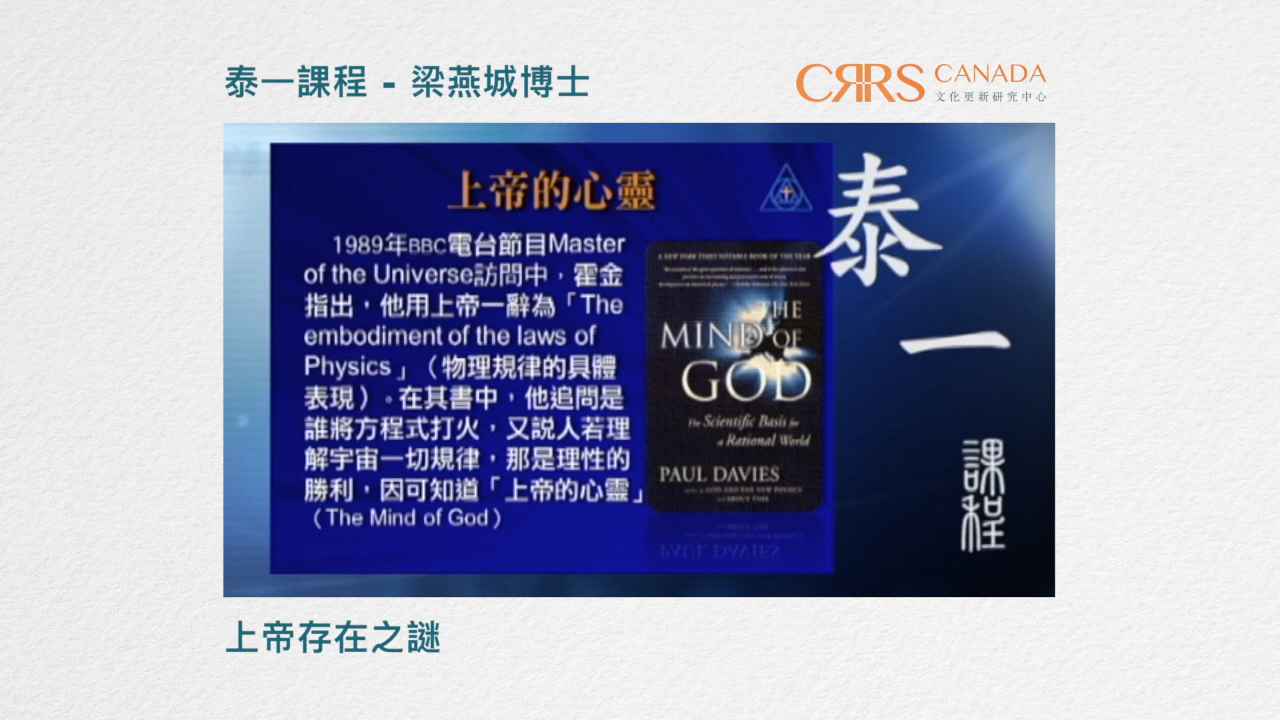 泰一課程 - 梁燕城博士
CRRS CANADA
文化更新研究中心
上帝的心靈
1989年BBC電台節目Master
of the Universe訪問中，霍金
指出，他用上帝一辭為「The
embodiment of the laws of
Physics」（物理規律的具體
表現）。在其書中，他追問是
誰將方程式打火，又説人若理
解宇宙一切規律，那是理性的
勝利，因可知道「上帝的心靈」
（The Mind of God）
A NEW YORK TIMES NOTABLE BOOK OF THE YEAR
THE
MIND OF
GOD
The Scientific Basis for
a Rational World
PAUL DAVIES
泰
一
課程
上帝存在之謎